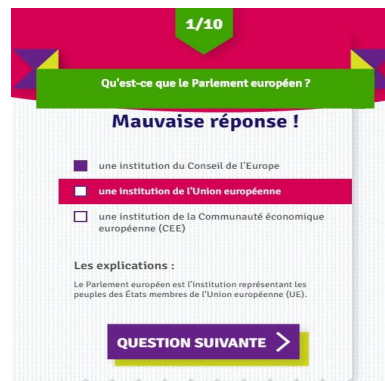 1/10
Qu'est-ce que le Parlement européen ?
Mauvaise réponse !
une institution du Conseil de l'Europe
une institution de l'Union européenne
une institution de la Communauté économique
européenne (CEE)
Les explications :
Le Parlement européen est l'institution représentant les
peuples des États membres de l'Union européenne (UE).
QUESTION SUIVANTE